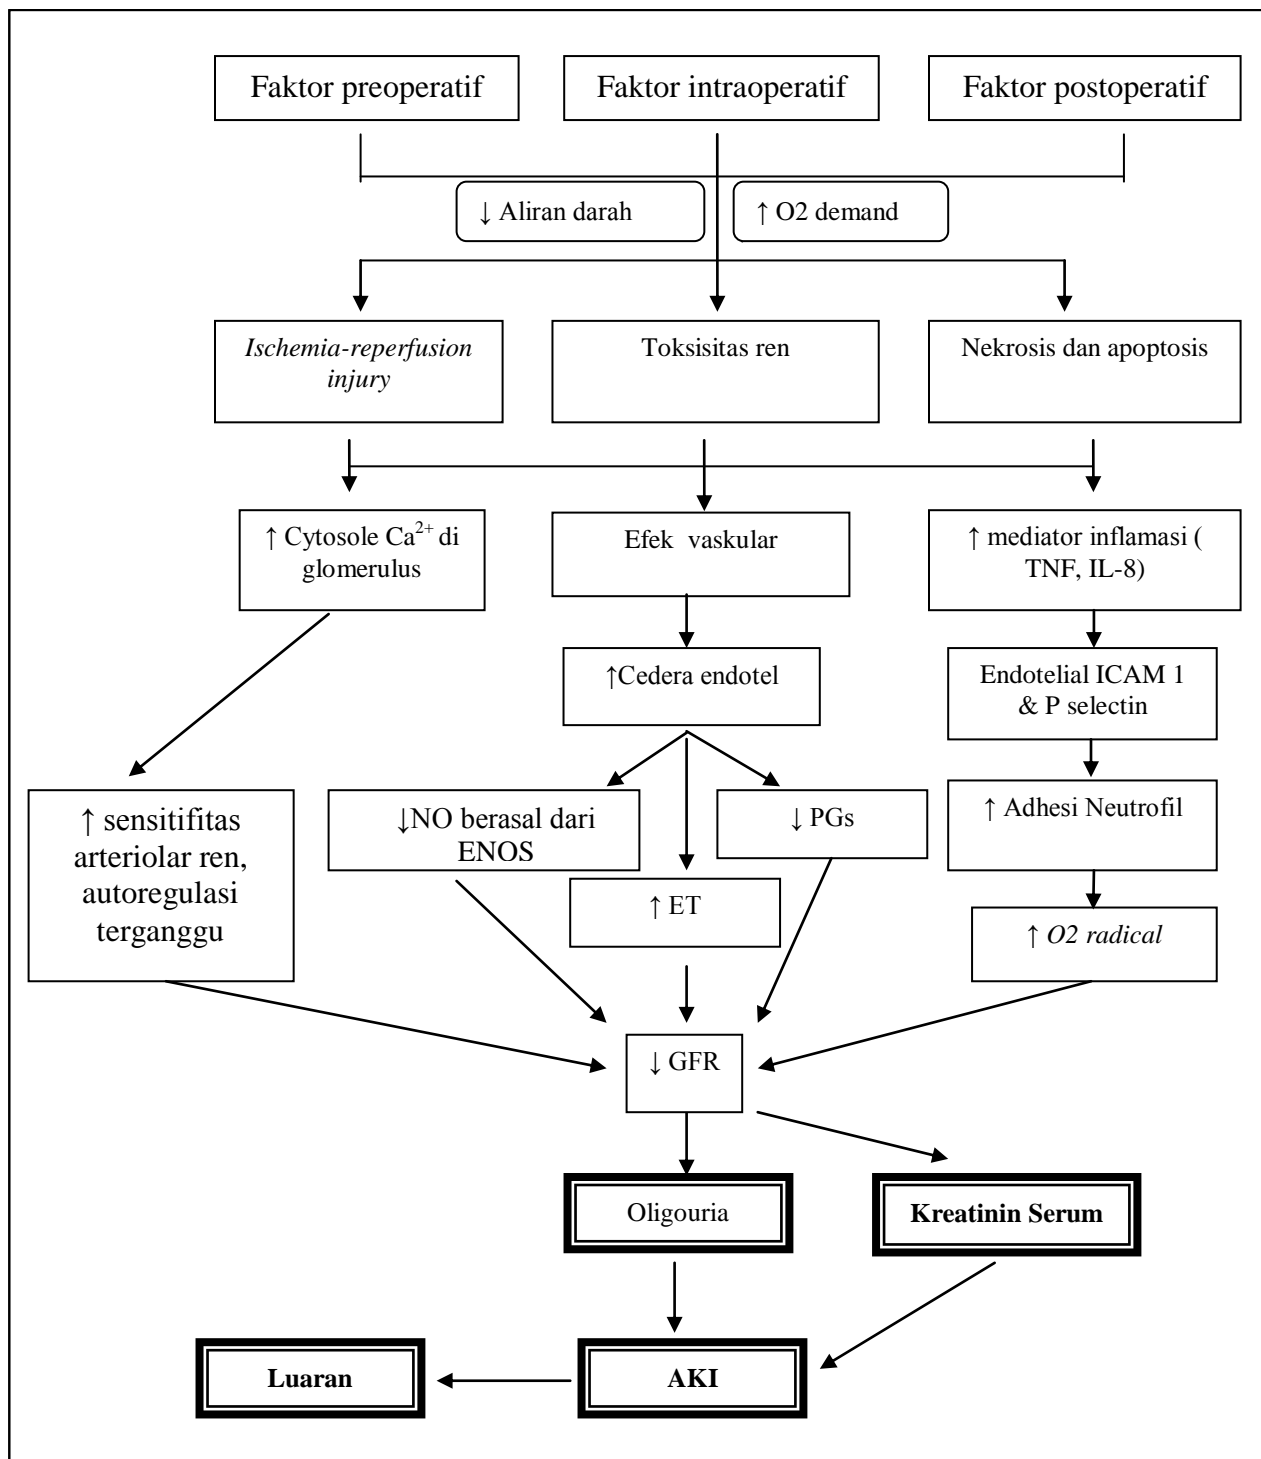 Faktor preoperatif
Faktor intraoperatif
Faktor postoperatif
↓ Aliran darah
↑ O2 demand
Ischemia-reperfusion
injury
Toksisitas ren
Nekrosis dan apoptosis
↑ Cytosole Ca²⁺ di
glomerulus
Efek vaskular
↑ mediator inflamasi (
TNF, IL-8)
↑Cedera endotel
Endotelial ICAM 1
& P selectin
↑ sensitifitas
arteriolar ren,
autoregulasi
terganggu
↓NO berasal dari
ENOS
↓ PGs
↑ Adhesi Neutrofil
↑ ET
↑ O2 radical
↓ GFR
Oligouria
Kreatinin Serum
Luaran
AKI